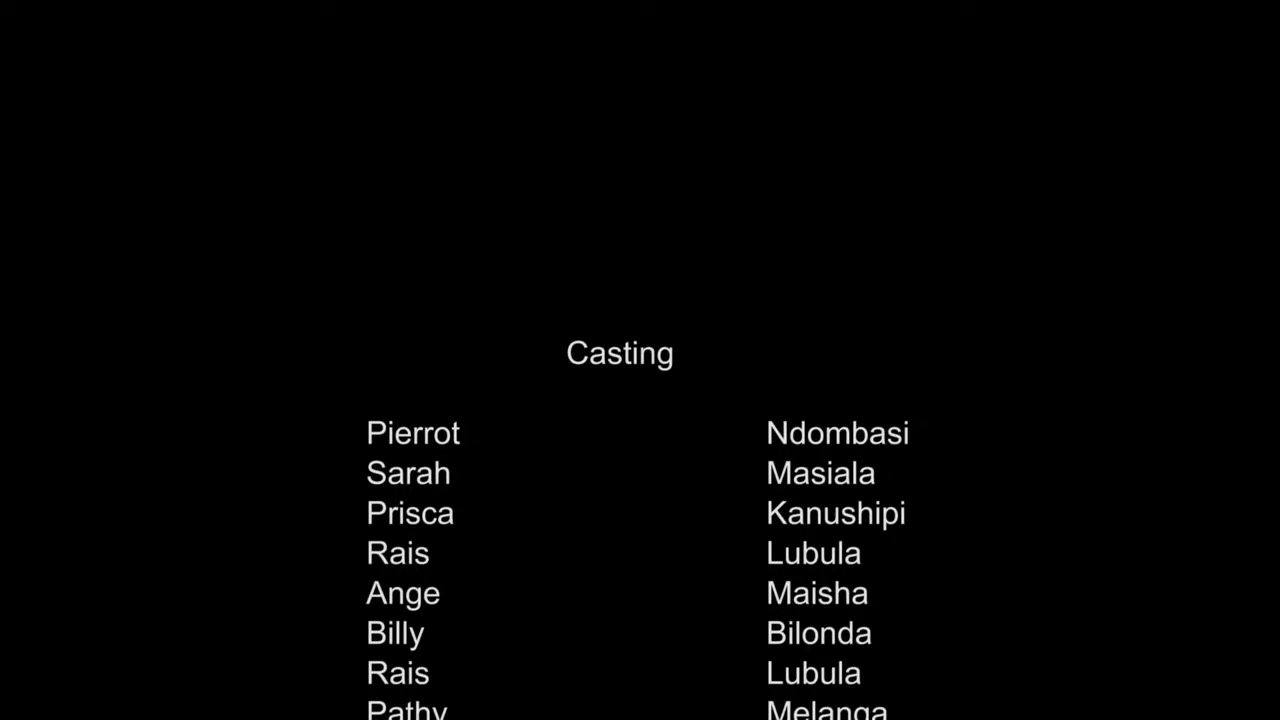 Casting
Pierrot Ndombasi
Sarah Masiala
Prisca Kanushipi
Rais Lubula
Ange Maisha
Billy Bilonda
Rais Lubula
Pathy Melanga